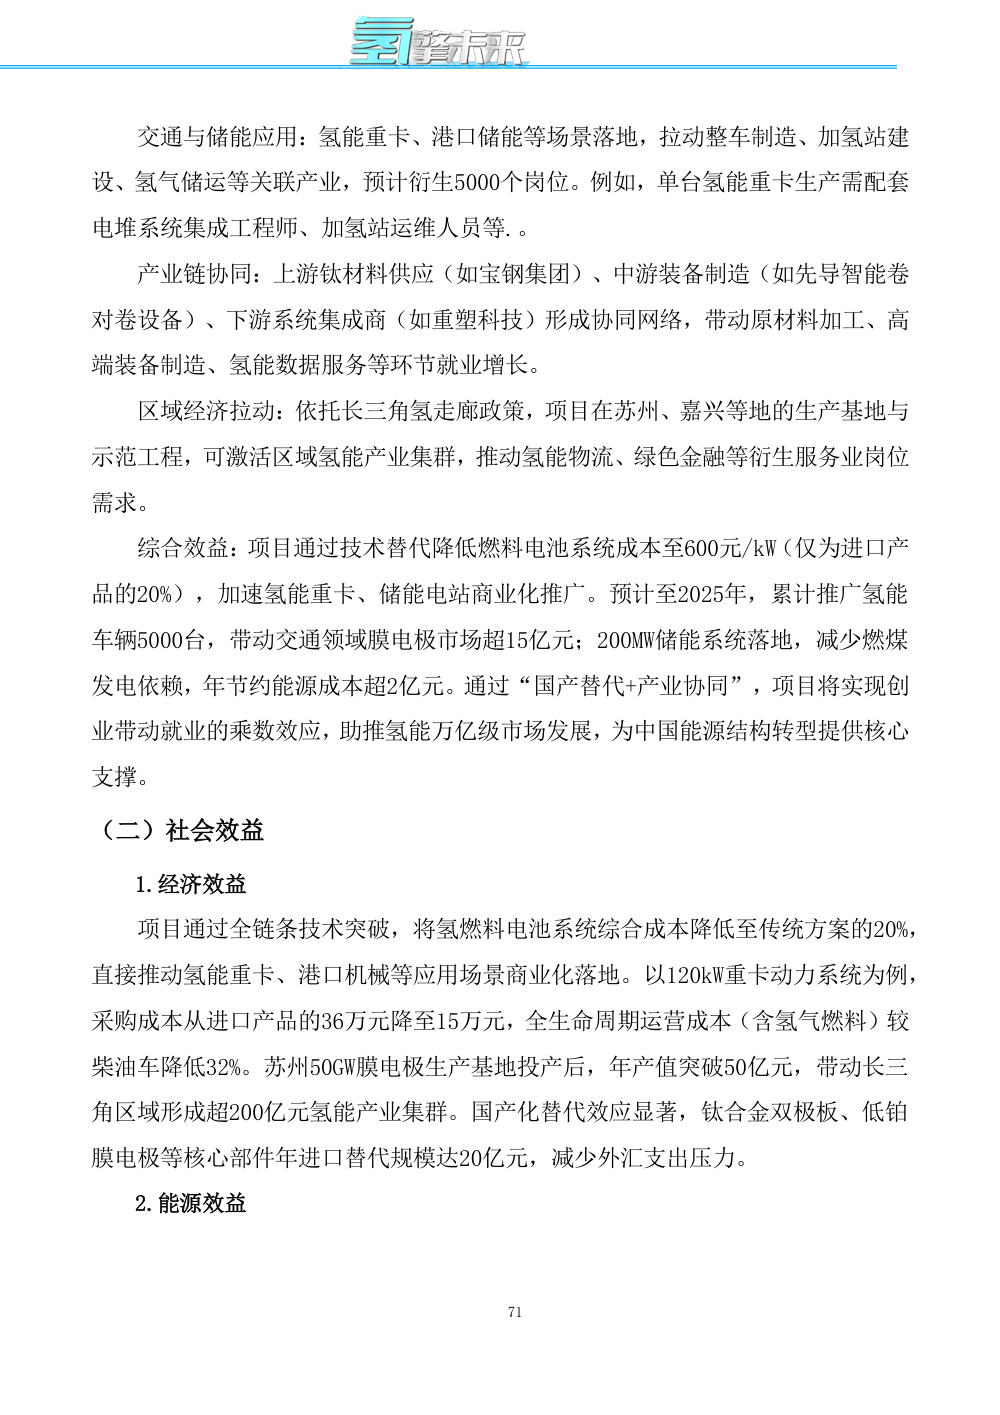 氢擎未来
交通与储能应用：氢能重卡、港口储能等场景落地，拉动整车制造、加氢站建
设、氢气储运等关联产业，预计衍生5000个岗位。例如，单台氢能重卡生产需配套
电堆系统集成工程师、加氢站运维人员等.。
产业链协同：上游钛材料供应（如宝钢集团）、中游装备制造（如先导智能卷
对卷设备）、下游系统集成商（如重塑科技）形成协同网络，带动原材料加工、高
端装备制造、氢能数据服务等环节就业增长。
区域经济拉动：依托长三角氢走廊政策，项目在苏州、嘉兴等地的生产基地与
示范工程，可激活区域氢能产业集群，推动氢能物流、绿色金融等衍生服务业岗位
需求。
综合效益：项目通过技术替代降低燃料电池系统成本至600元/kW（仅为进口产
品的20%），加速氢能重卡、储能电站商业化推广。预计至2025年，累计推广氢能
车辆5000台，带动交通领域膜电极市场超15亿元；200MW储能系统落地，减少燃煤
发电依赖，年节约能源成本超2亿元。通过“国产替代+产业协同”，项目将实现创
业带动就业的乘数效应，助推氢能万亿级市场发展，为中国能源结构转型提供核心
支撑。
（二）社会效益
1.经济效益
项目通过全链条技术突破，将氢燃料电池系统综合成本降低至传统方案的20%，
直接推动氢能重卡、港口机械等应用场景商业化落地。以120kW重卡动力系统为例，
采购成本从进口产品的36万元降至15万元，全生命周期运营成本（含氢气燃料）较
柴油车降低32%。苏州50GW膜电极生产基地投产后，年产值突破50亿元，带动长三
角区域形成超200亿元氢能产业集群。国产化替代效应显著，钛合金双极板、低铂
膜电极等核心部件年进口替代规模达20亿元，减少外汇支出压力。
2.能源效益
71